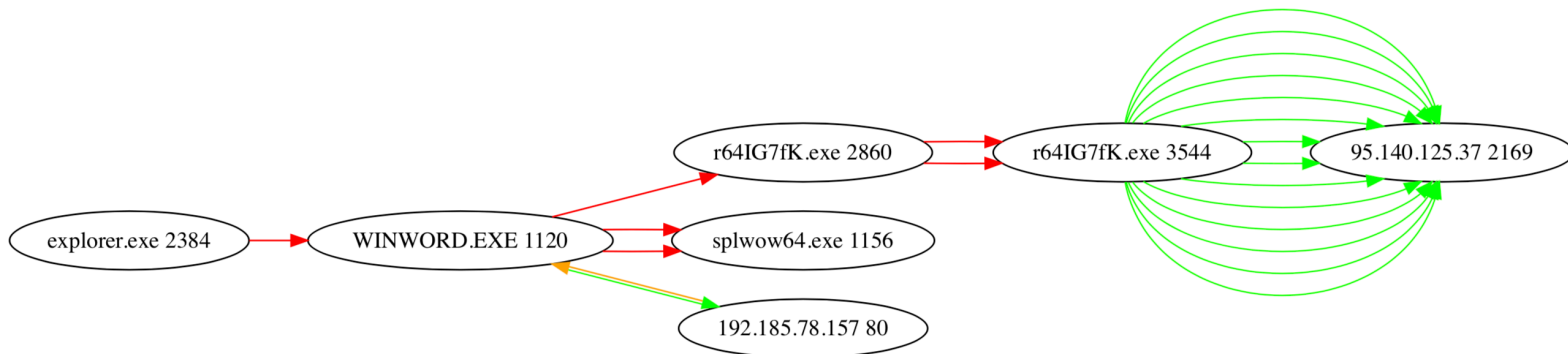 r64IG7fK.exe 2860
r64IG7fK.exe 3544
95.140.125.37 2169
explorer.exe 2384
WINWORD.EXE 1120
splwow64.exe 1156
192.185.78.157 80